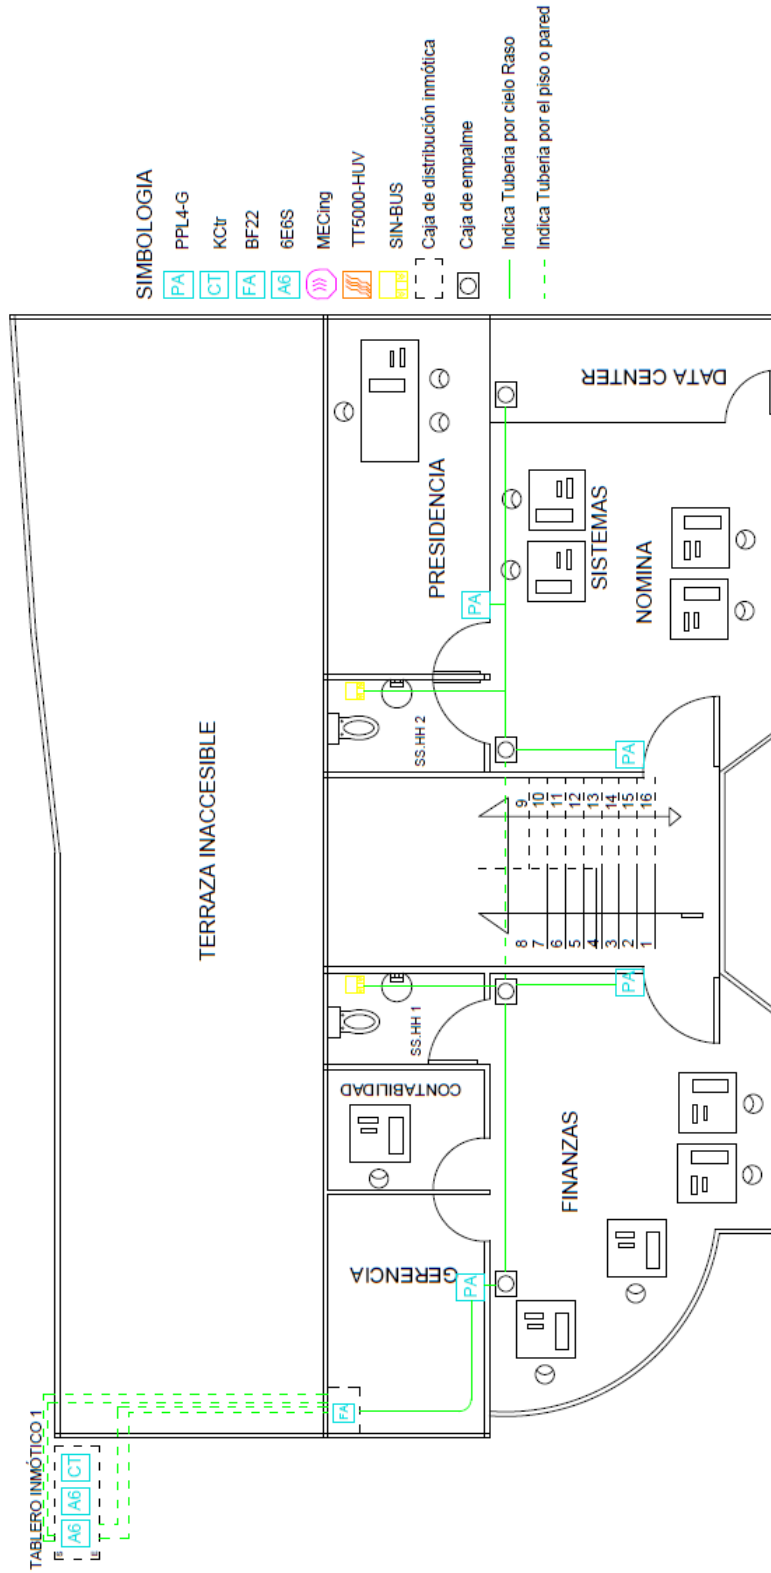 SIMBOLOGIA
PA PPL4-G
CT KCtr
FA BF22
A6 6E6S
MECing
TT5000-HUV
SIN-BUS
Caja de distribución inmótica
Caja de empalme
Indica Tuberia por cielo Raso
Indica Tuberia por el piso o pared
TERRAZA INACCESIBLE
PRESIDENCIA
DATA CENTER
SISTEMAS
NOMINA
PA
SS.HH 2
PA
9
10
11
12
13
14
15
16
8
7
6
5
4
3
2
1
PA
SS.HH 1
CONTABILIDAD
FINANZAS
GERENCIA
PA
FA
TABLERO INMÓTICO 1
A6 A6 CT